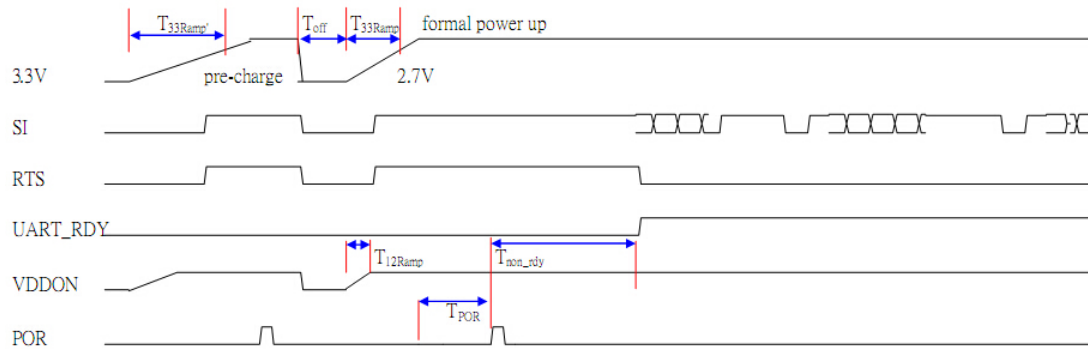 T33Ramp' Toff T33Ramp formal power up
3.3V pre-charge 2.7V
SI
RTS
UART_RDY
T12Ramp Tnon_rdy
VDDON
TPOR
POR